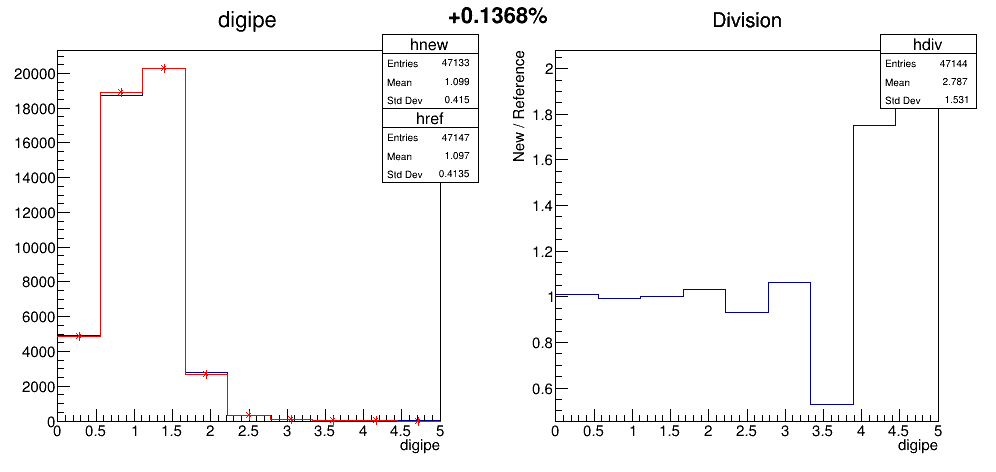 +0.1368%
digipe
hnew
Entries 47133
Mean 1.099
Std Dev 0.415
href
Entries 47147
Mean 1.097
Std Dev 0.4135
20000
18000
16000
14000
12000
10000
8000
6000
4000
2000
0
0 0.5 1 1.5 2 2.5 3 3.5 4 4.5 5
digipe
Division
hdiv
Entries 47144
Mean 2.787
Std Dev 1.531
New / Reference
2
1.8
1.6
1.4
1.2
1
0.8
0.6
0 0.5 1 1.5 2 2.5 3 3.5 4 4.5 5
digipe